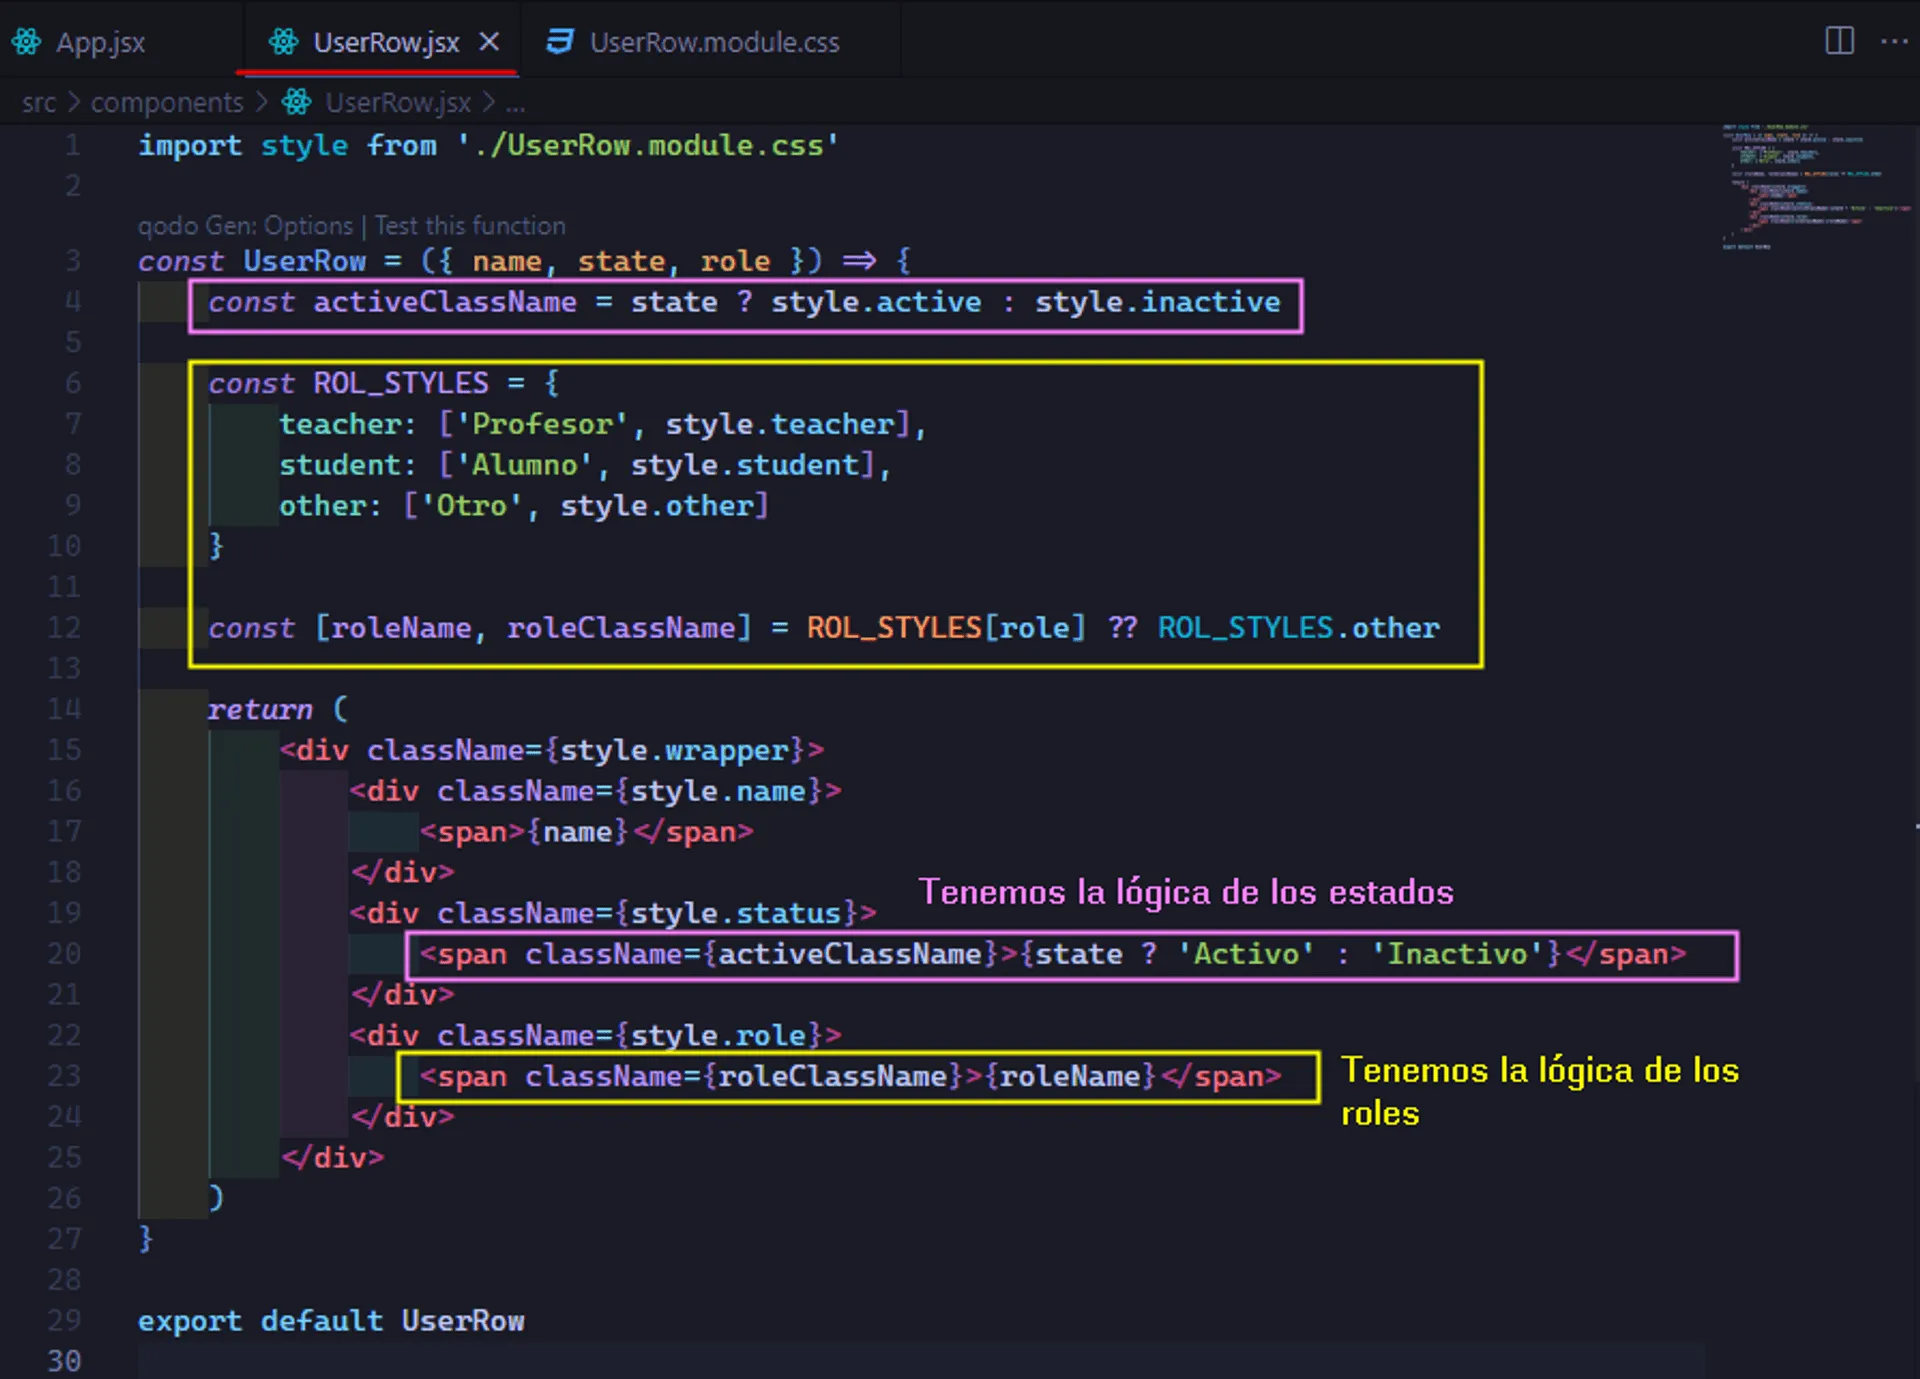 App.jsx
UserRow.jsx
UserRow.module.css
src > components > UserRow.jsx > ...
1 import style from './UserRow.module.css'
2
qodo Gen: Options | Test this function
3 const UserRow = ({ name, state, role }) => {
4 const activeClassName = state ? style.active : style.inactive
5
6 const ROL_STYLES = {
7 teacher: ['Profesor', style.teacher],
8 student: ['Alumno', style.student],
9 other: ['Otro', style.other]
10 }
11
12 const [roleName, roleClassName] = ROL_STYLES[role] ?? ROL_STYLES.other
13
14 return (
15 <div className={style.wrapper}>
16 <div className={style.name}>
17 <span>{name}</span>
18 </div>
19 <div className={style.status}>
Tenemos la lógica de los estados
20 <span className={activeClassName}>{state ? 'Activo' : 'Inactivo'}</span>
21 </div>
22 <div className={style.role}>
23 <span className={roleClassName}>{roleName}</span>
Tenemos la lógica de los
roles
24 </div>
25 </div>
26 )
27 }
28
29 export default UserRow
30